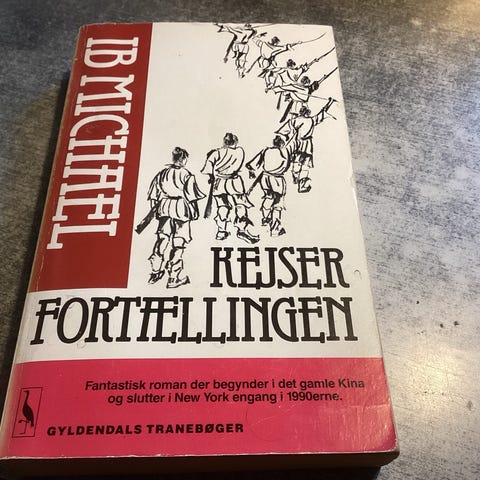 IB MICHAEL
KEJSER
FORTÆLLINGEN
Fantastisk roman der begynder i det gamle Kina
og slutter i New York engang i 1990erne.
GYLDENDALS TRANEBØGER